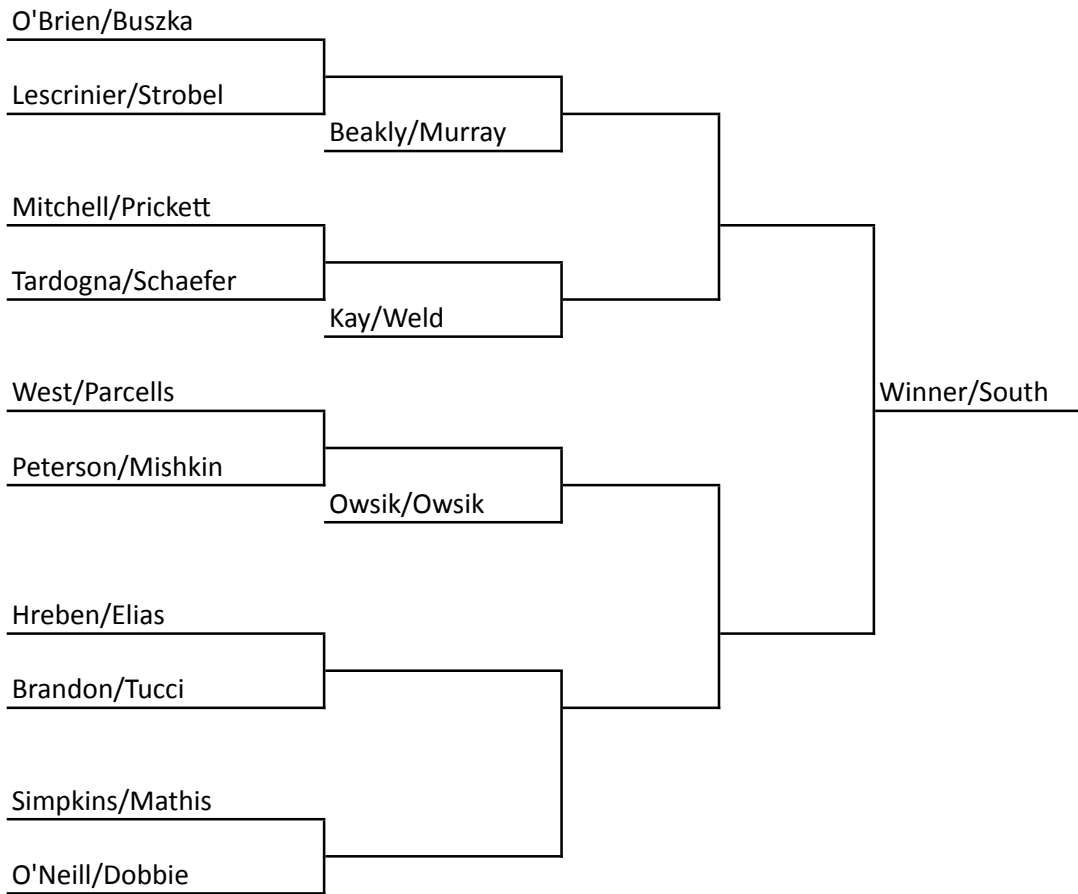 O'Brien/Buszka
Lescrinier/Strobel
Beakly/Murray
Mitchell/Prickett
Tardogna/Schaefer
Kay/Weld
West/Parcells
Winner/South
Peterson/Mishkin
Owsik/Owsik
Hreben/Elias
Brandon/Tucci
Simpkins/Mathis
O'Neill/Dobbie